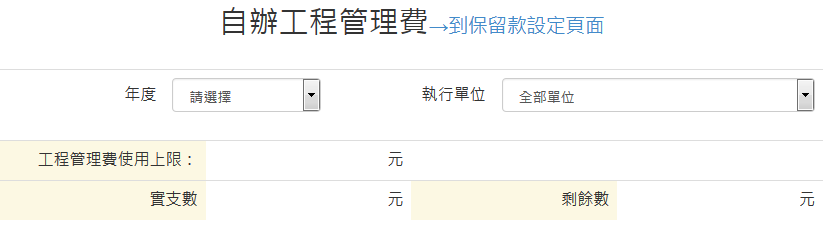 自辦工程管理費→到保留款設定頁面
年度 請選擇 執行單位 全部單位
工程管理費使用上限： 元
實支數 元 剩餘數 元